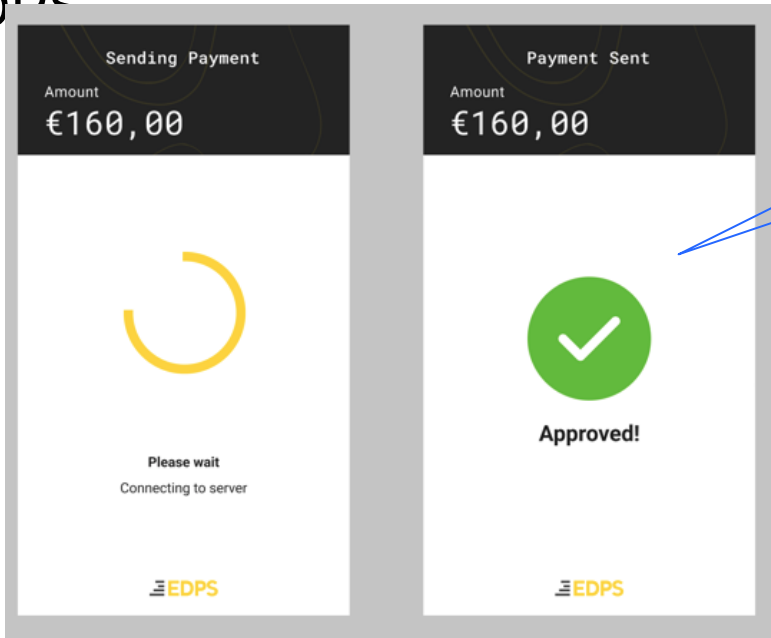 Sending Payment
Amount
€160,00
Please wait
Connecting to server
EDPS
Payment Sent
Amount
€160,00
Approved!
EDPS